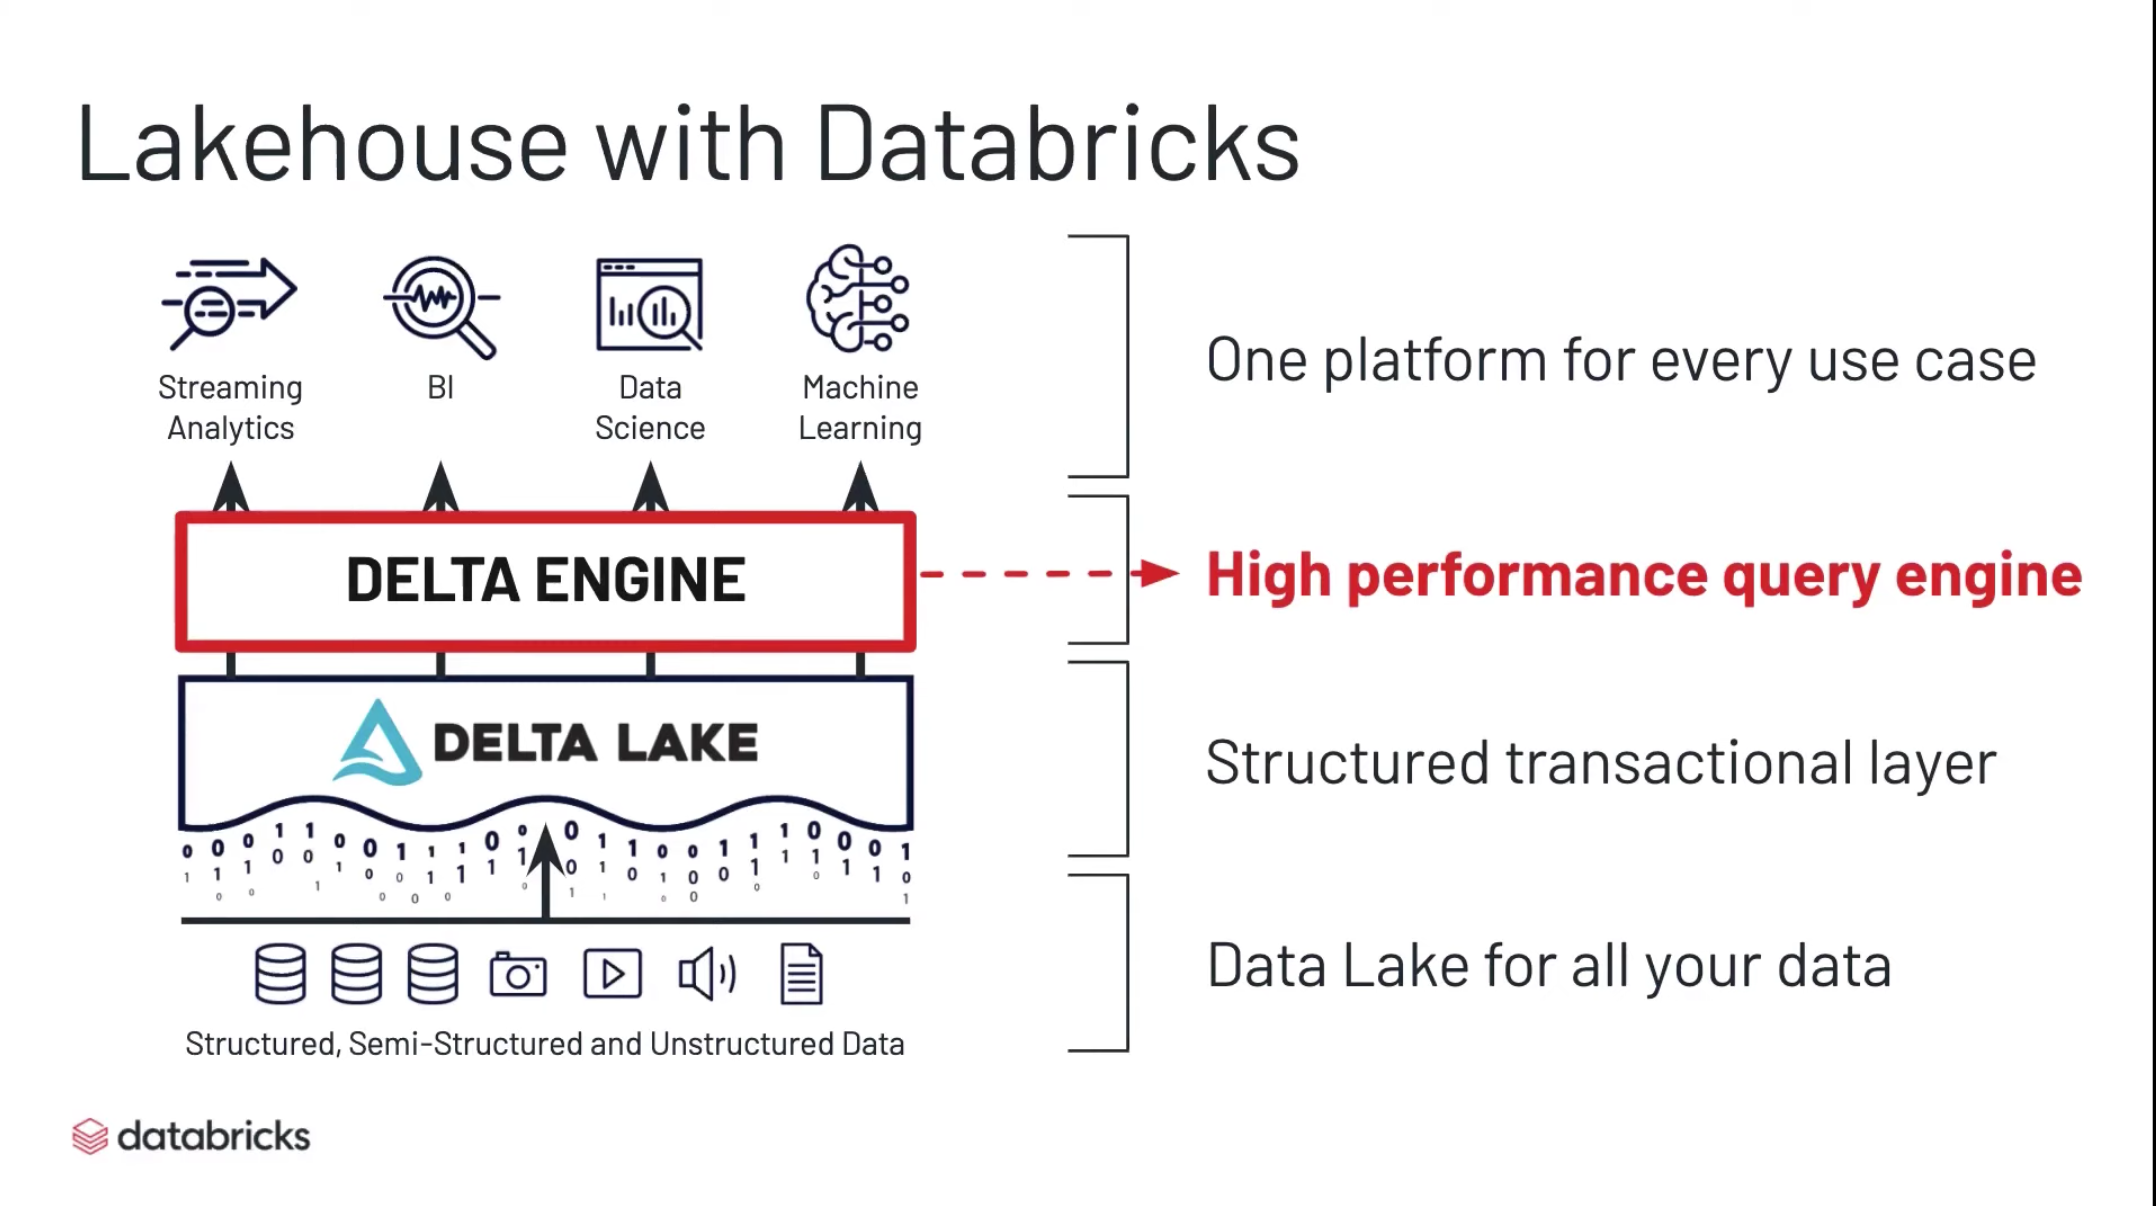 Lakehouse with Databricks
Streaming
Analytics
BI
Data
Science
Machine
Learning
One platform for every use case
DELTA ENGINE
High performance query engine
DELTA LAKE
Structured transactional layer
Data Lake for all your data
Structured, Semi-Structured and Unstructured Data
databricks